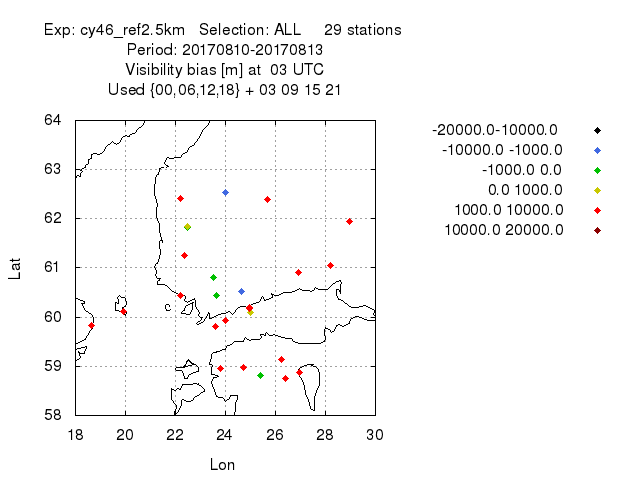 Exp: cy46_ref2.5km Selection: ALL 29 stations
Period: 20170810-20170813
Visibility bias [m] at 03 UTC
Used {00,06,12,18} + 03 09 15 21
64
63
62
61
60
59
58
18 20 22 24 26 28 30
Lat
Lon
-20000.0-10000.0
-10000.0 -1000.0
-1000.0 0.0
0.0 1000.0
1000.0 10000.0
10000.0 20000.0